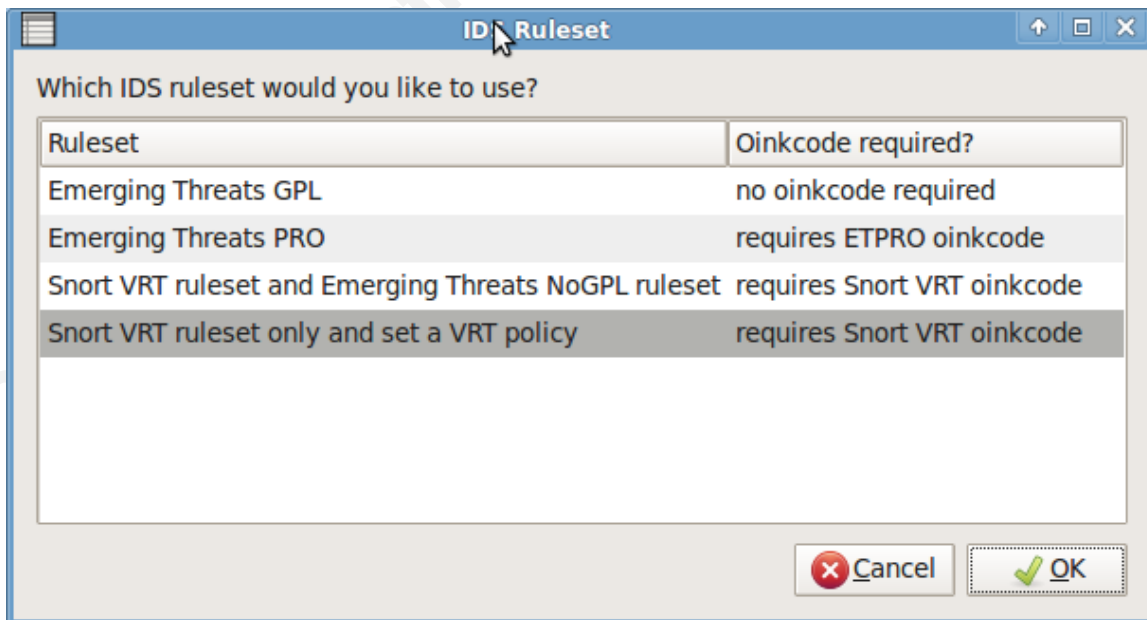 IDS Ruleset
Which IDS ruleset would you like to use?
Ruleset Oinkcode required?
Emerging Threats GPL no oinkcode required
Emerging Threats PRO requires ETPRO oinkcode
Snort VRT ruleset and Emerging Threats NoGPL ruleset requires Snort VRT oinkcode
Snort VRT ruleset only and set a VRT policy requires Snort VRT oinkcode
Cancel OK